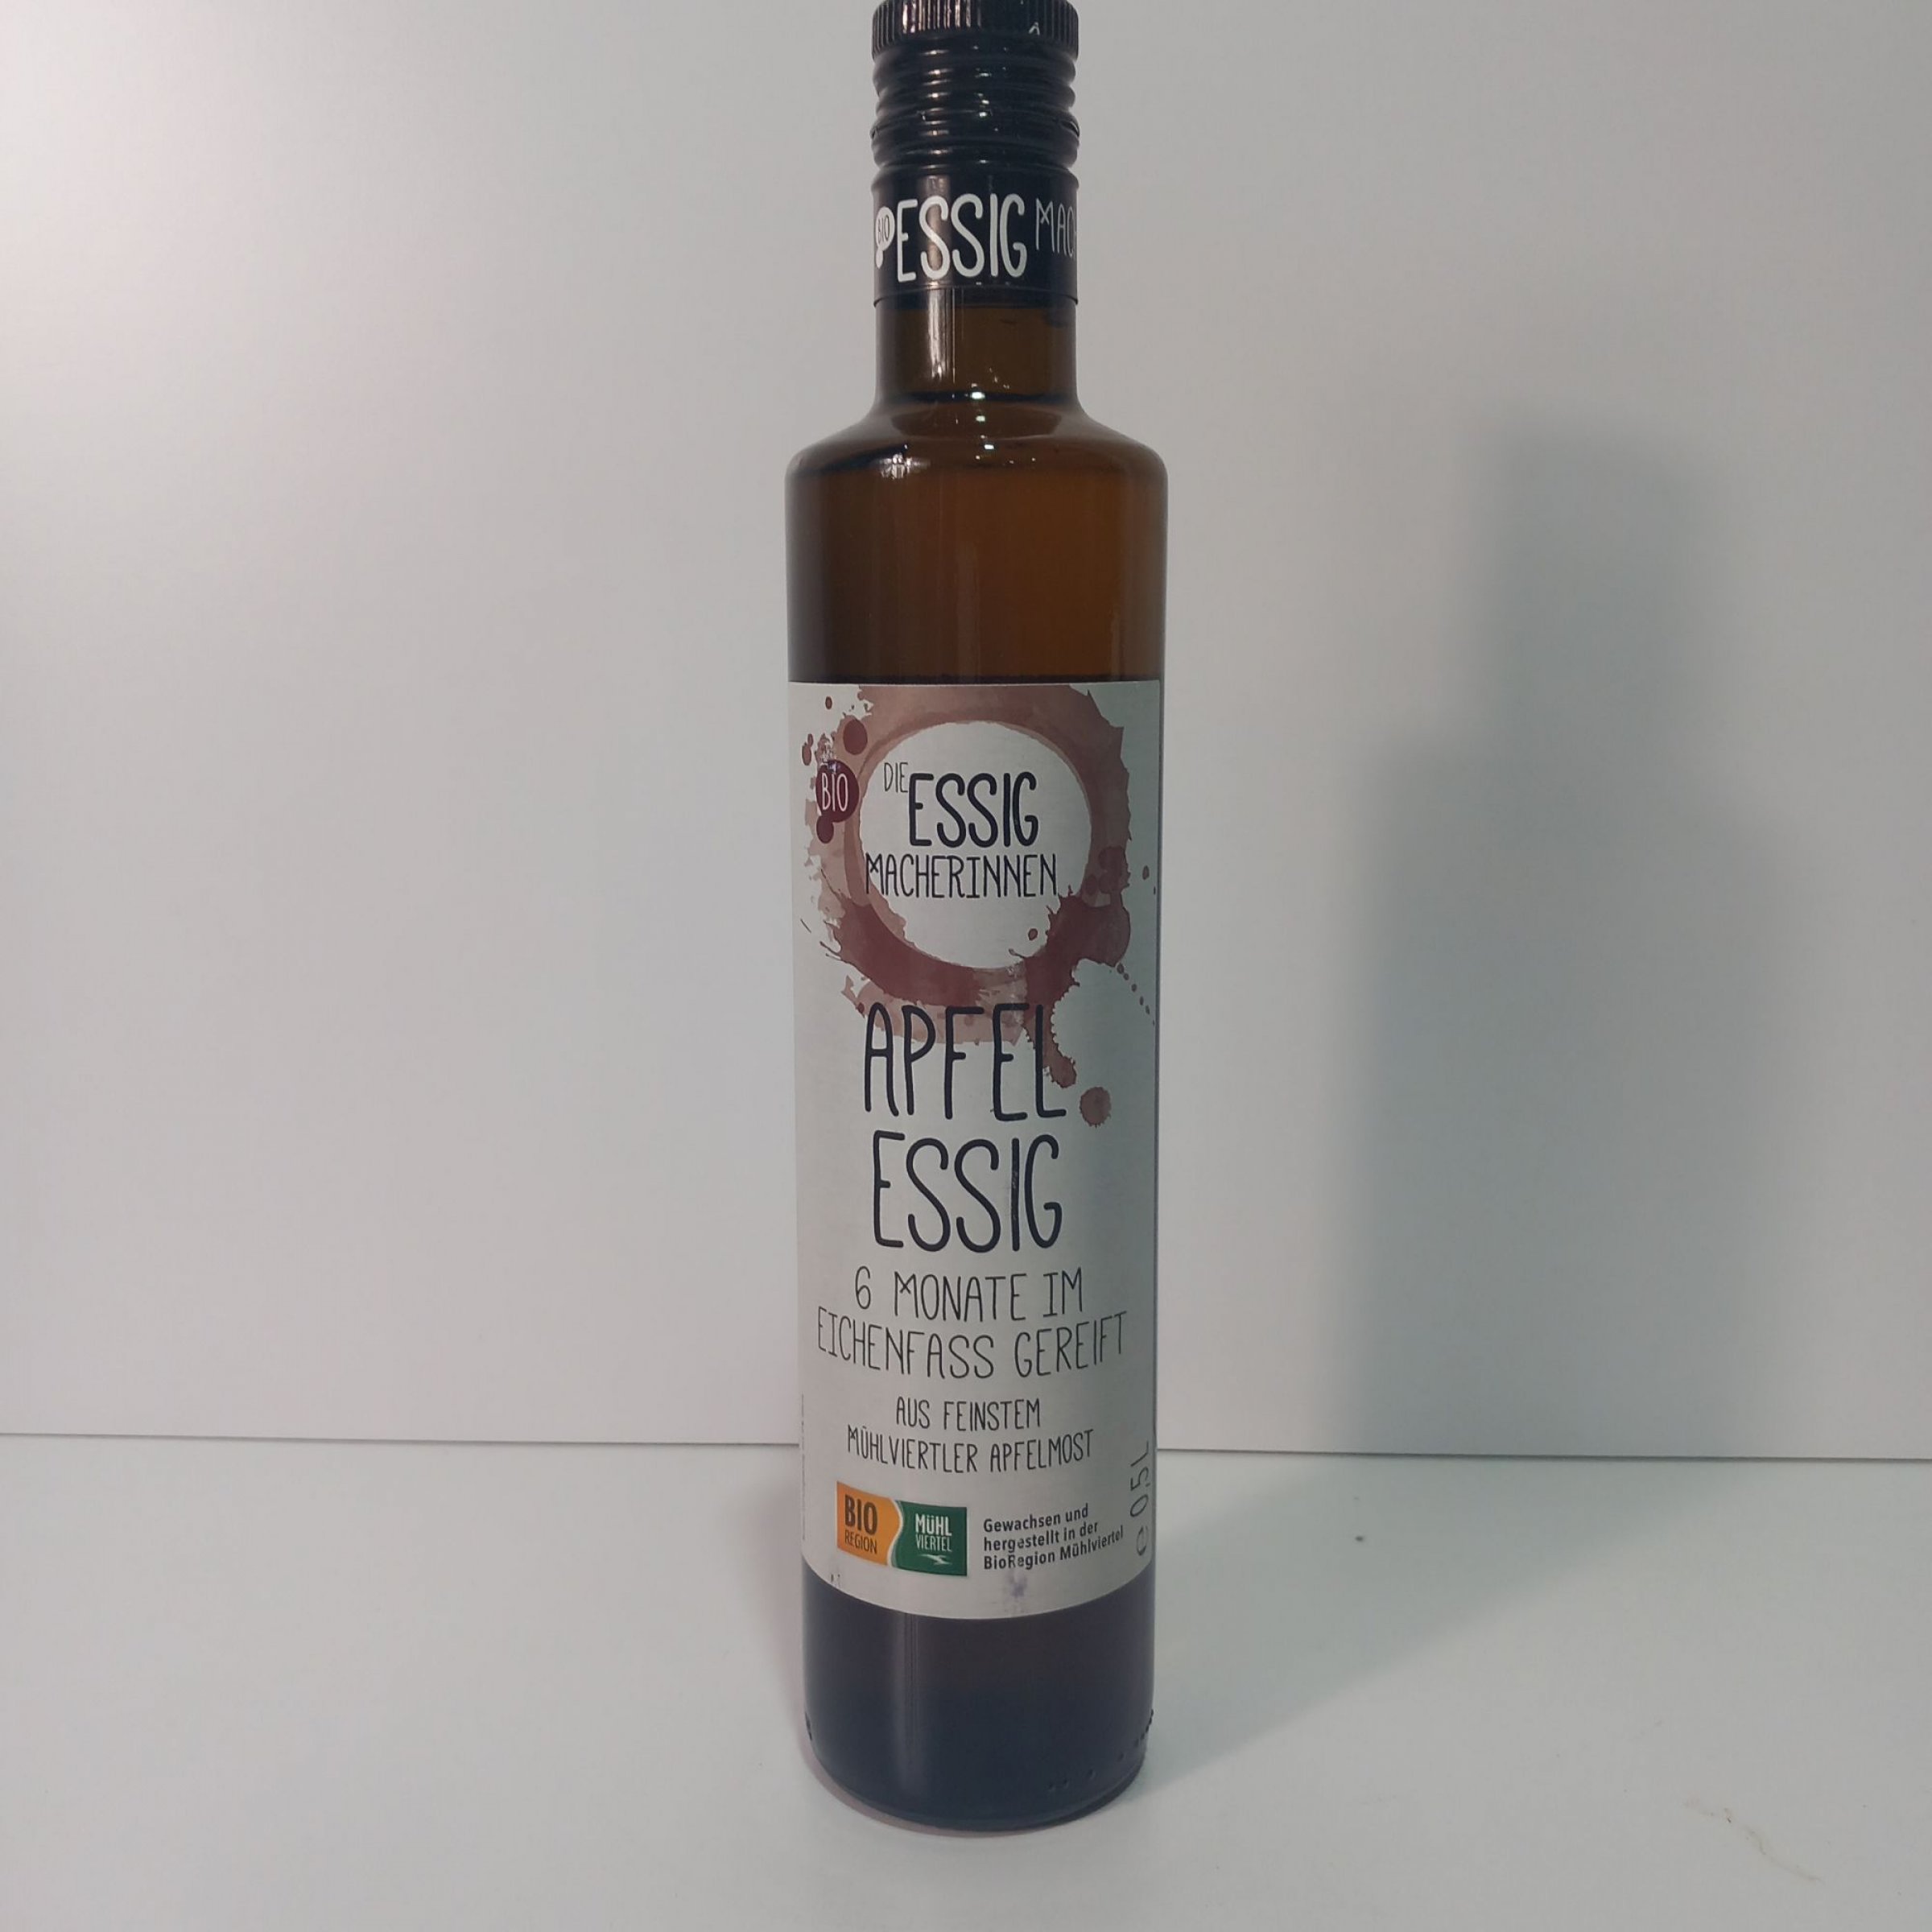 BIO ESSIG
BIO
DIE
ESSIG
MACHERINNEN
APFEL
ESSIG
6 MONATE IM
EICHENFASS GEREIFT
AUS FEINSTEM
MÜHLVIERTLER APFELMOST
BIO
REGION
MÜHL
VIERTEL
Gewachsen und
hergestellt in der
BioRegion Mühlviertel
e 0,5L